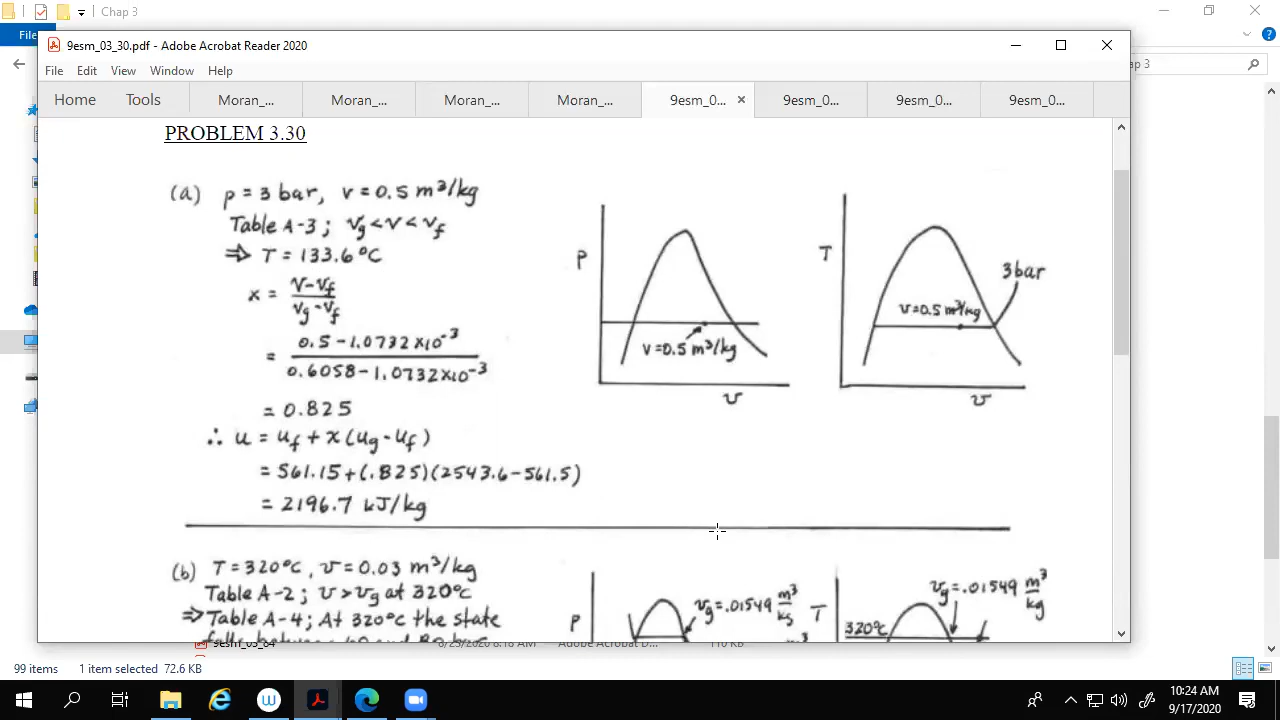 Chap 3
File
9esm_03_30.pdf - Adobe Acrobat Reader 2020
File Edit View Window Help
ap 3
Home Tools Moran_... Moran_... Moran_... Moran_... 9esm_0... × 9esm_0... 9esm_0... 9esm_0...
PROBLEM 3.30
(a) p = 3 bar, v = 0.5 m³/kg
Table A-3; vg < v < vf
⇒ T = 133.6 °C
x = (v - vf) / (vg - vf)
= (0.5 - 1.0732 x10⁻³) / (0.6058 - 1.0732x10⁻³)
= 0.825
∴ u = uf + x (ug - uf)
= 561.15 + (.825)(2543.6 - 561.5)
= 2196.7 kJ/kg
P
v = 0.5 m³/kg
v
T
3 bar
v = 0.5 m³/kg
v
(b) T = 320°C, v = 0.03 m³/kg
Table A-2; v > vg at 320°C
⇒ Table A-4; At 320°C the state
P
vg = .01549 m³/kg
T
320°C
vg = .01549 m³/kg
99 items 1 item selected 72.6 KB
10:24 AM
9/17/2020